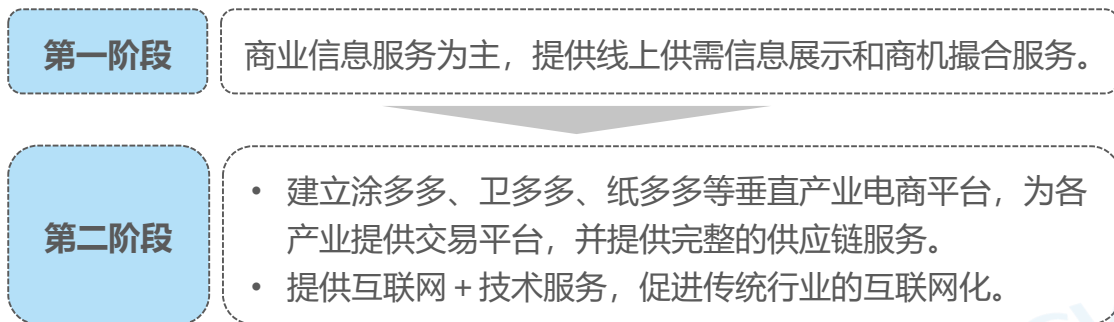 第一阶段
商业信息服务为主，提供线上供需信息展示和商机撮合服务。
第二阶段
• 建立涂多多、卫多多、纸多多等垂直产业电商平台，为各
产业提供交易平台，并提供完整的供应链服务。
• 提供互联网+技术服务，促进传统行业的互联网化。